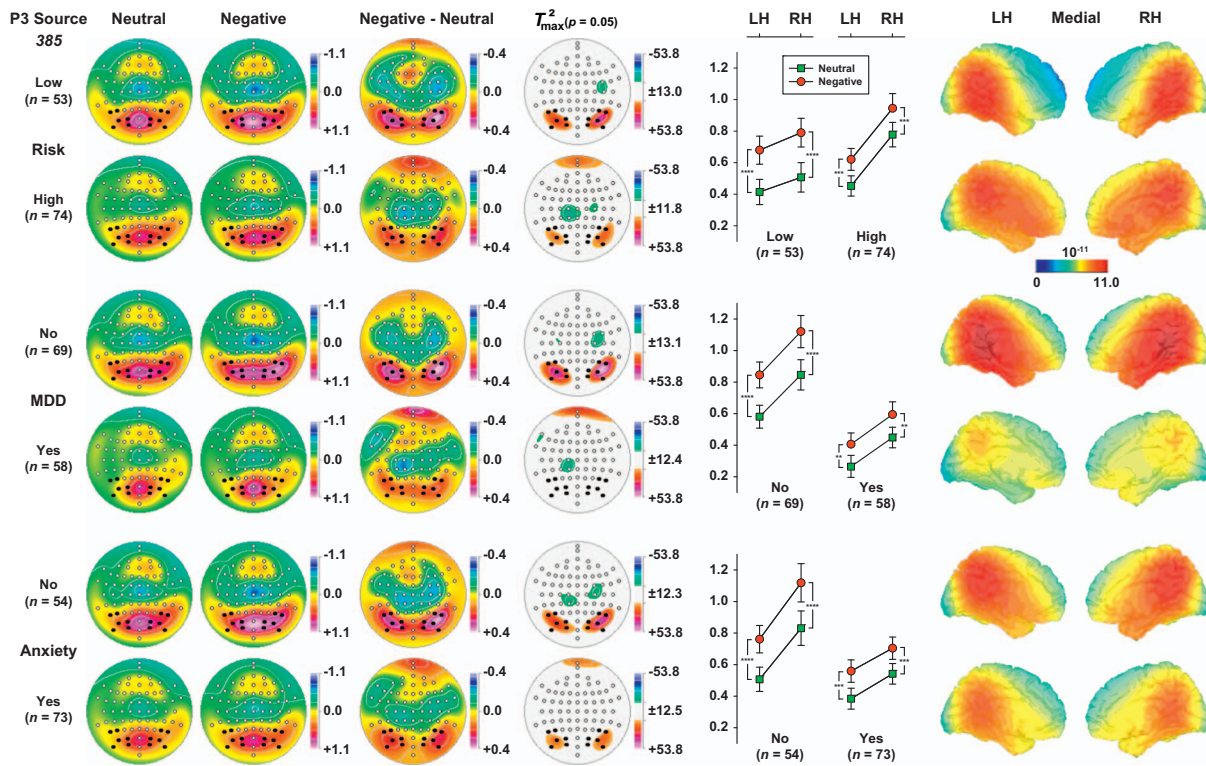 P3 Source Neutral Negative Negative - Neutral T²max(p = 0.05) LH RH LH RH LH Medial RH
385
Low
(n = 53)
-1.1 0.0 +1.1
-0.4 0.0 +0.4
-53.8 ±13.0 +53.8
Risk
High
(n = 74)
-1.1 0.0 +1.1
-0.4 0.0 +0.4
-53.8 ±11.8 +53.8
Neutral
Negative
1.2
1.0
0.8
0.6
0.4
0.2
**** **** *** ***
Low High
(n = 53) (n = 74)
10-11
0 11.0
No
(n = 69)
-1.1 0.0 +1.1
-0.4 0.0 +0.4
-53.8 ±13.1 +53.8
MDD
Yes
(n = 58)
-1.1 0.0 +1.1
-0.4 0.0 +0.4
-53.8 ±12.4 +53.8
1.2
1.0
0.8
0.6
0.4
0.2
**** **** ** **
No Yes
(n = 69) (n = 58)
No
(n = 54)
-1.1 0.0 +1.1
-0.4 0.0 +0.4
-53.8 ±12.3 +53.8
Anxiety
Yes
(n = 73)
-1.1 0.0 +1.1
-0.4 0.0 +0.4
-53.8 ±12.5 +53.8
1.2
1.0
0.8
0.6
0.4
0.2
**** **** *** ***
No Yes
(n = 54) (n = 73)